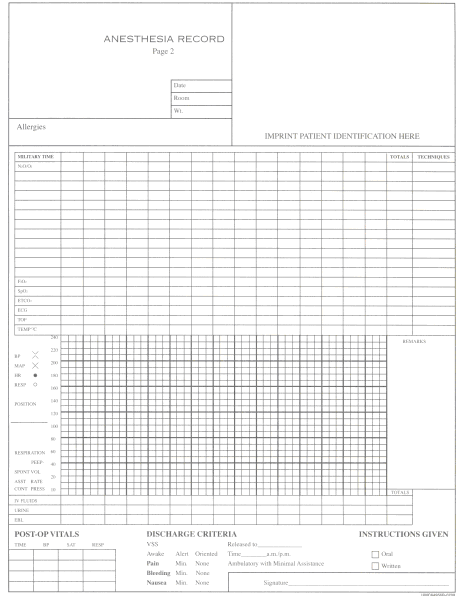 ANESTHESIA RECORD
Page 2
Date
Room
Wt.
Allergies
IMPRINT PATIENT IDENTIFICATION HERE
MILITARY TIME TOTALS TECHNIQUES
N2O/O2
FiO2
SpO2
ETCO2
ECG
TOF
TEMP °C
240
220
200
180
160
140
120
100
80
60
40
20
10
REMARKS
BP
MAP
HR
RESP
POSITION
RESPIRATION
PEEP
SPONT VOL
ASST RATE
CONT PRESS
TOTALS
IV FLUIDS
URINE
EBL
POST-OP VITALS
TIME BP SAT RESP
DISCHARGE CRITERIA
VSS Released to
Awake Alert Oriented Time a.m./p.m.
Pain Min. None Ambulatory with Minimal Assistance
Bleeding Min. None
Nausea Min. None
Signature
INSTRUCTIONS GIVEN
Oral
Written